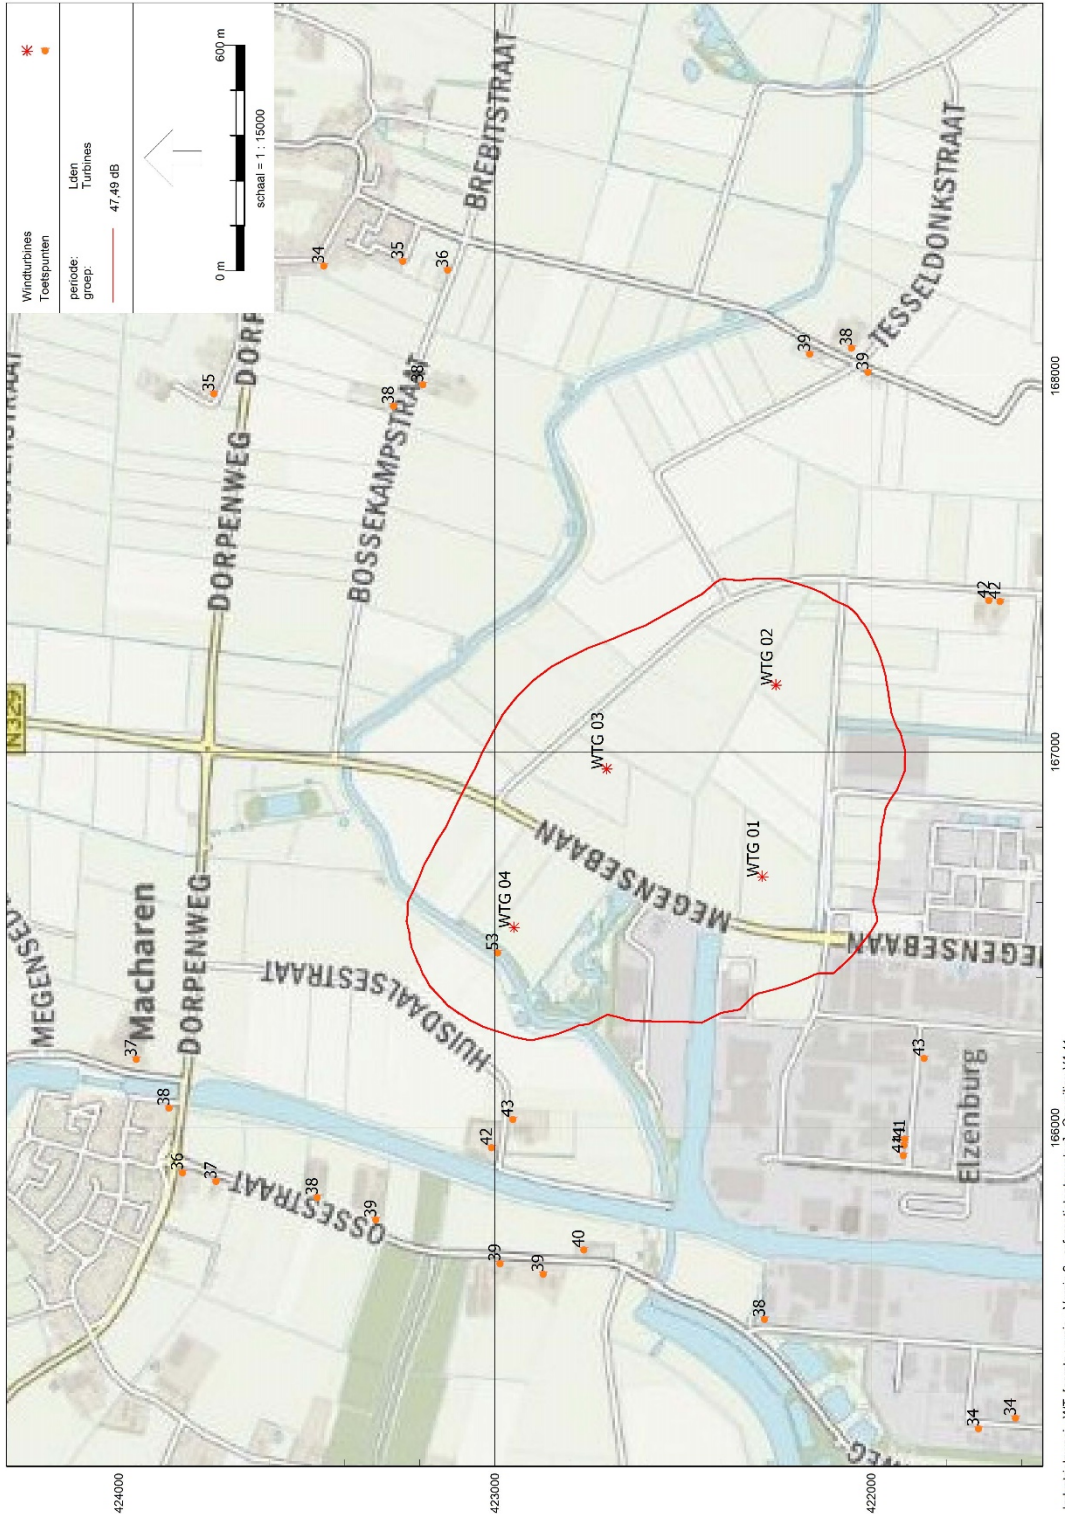 Windturbines
Toetspunten
periode: Lden
groep: Turbines
47,49 dB
0 m 600 m
schaal = 1 : 15000
N329
MEGENSEBAAN
MEGENSEBAAN
MEGENSEBAAN
Macharen
DORPENWEG
DORPENWEG
BOSSEKAMPSTRAAT
BREBITSTRAAT
TESSELDONKSTRAAT
HUISDAALSESTRAAT
OSSESTRAAT
Elzenburg
WTG 01
WTG 02
WTG 03
WTG 04
53
37
38
36
37
38
39
39
39
40
42
43
38
34
34
41
41
43
42
42
39
38
39
38
38
36
35
34
35
424000
423000
422000
166000
167000
168000